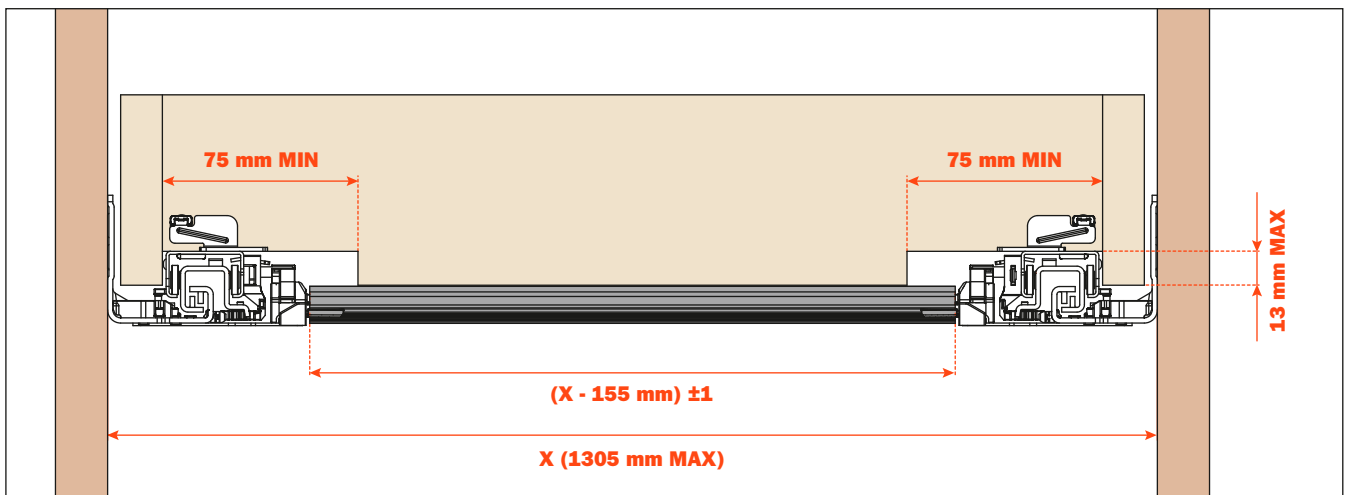 75 mm MIN
75 mm MIN
13 mm MAX
(X - 155 mm) ±1
X (1305 mm MAX)